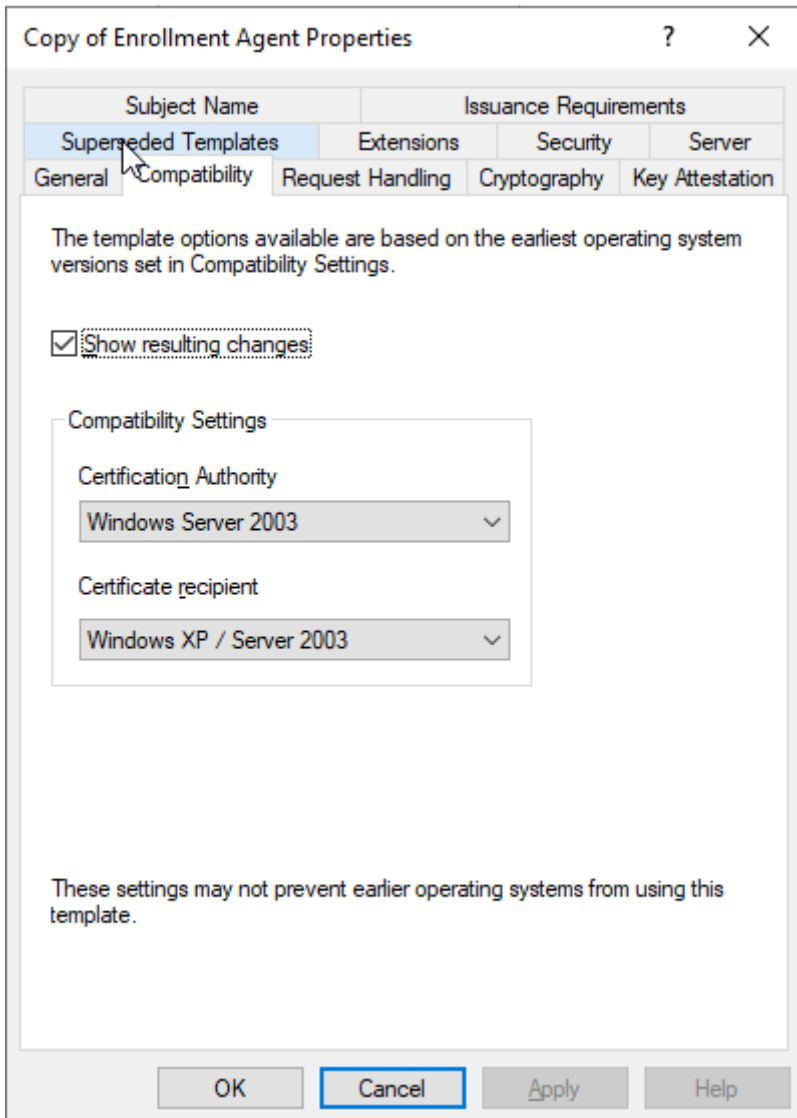 Copy of Enrollment Agent Properties ?
Subject Name Issuance Requirements
Superseded Templates Extensions Security Server
General Compatibility Request Handling Cryptography Key Attestation
The template options available are based on the earliest operating system
versions set in Compatibility Settings.
Show resulting changes
Compatibility Settings
Certification Authority
Windows Server 2003
Certificate recipient
Windows XP / Server 2003
These settings may not prevent earlier operating systems from using this
template.
OK Cancel Apply Help